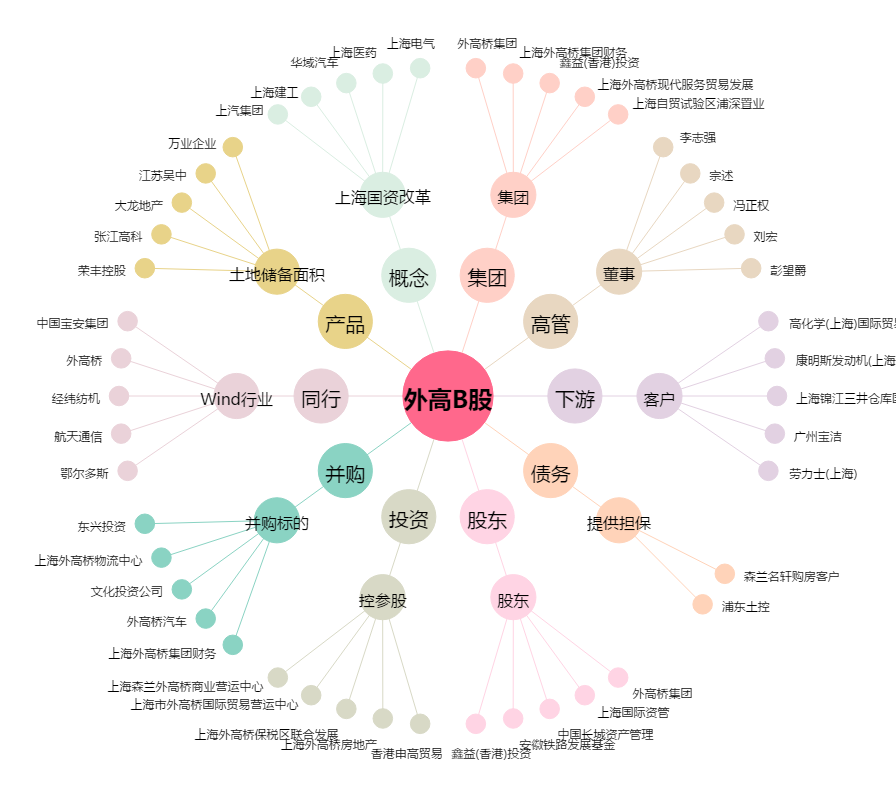 上海电气
外高桥集团
上海医药
上海外高桥集团财务
华域汽车
鑫益(香港)投资
上海建工
上海外高桥现代服务贸易发展
上汽集团
上海自贸试验区浦深置业
万业企业
李志强
江苏吴中
宗述
上海国资改革
集团
大龙地产
冯正权
张江高科
刘宏
荣丰控股
土地储备面积
概念
集团
董事
彭望爵
中国宝安集团
产品
高管
高化学(上海)国际贸易
外高桥
康明斯发动机(上海
经纬纺机
Wind行业
同行
外高B股
下游
客户
上海锦江三井仓库国
航天通信
广州宝洁
鄂尔多斯
并购
债务
劳力士(上海)
东兴投资
并购标的
投资
股东
提供担保
上海外高桥物流中心
森兰名轩购房客户
文化投资公司
控参股
股东
浦东土控
外高桥汽车
上海外高桥集团财务
上海森兰外高桥商业营运中心
外高桥集团
上海市外高桥国际贸易营运中心
上海国际资管
上海外高桥保税区联合发展
中国长城资产管理
上海外高桥房地产
安徽铁路发展基金
香港申高贸易
鑫益(香港)投资